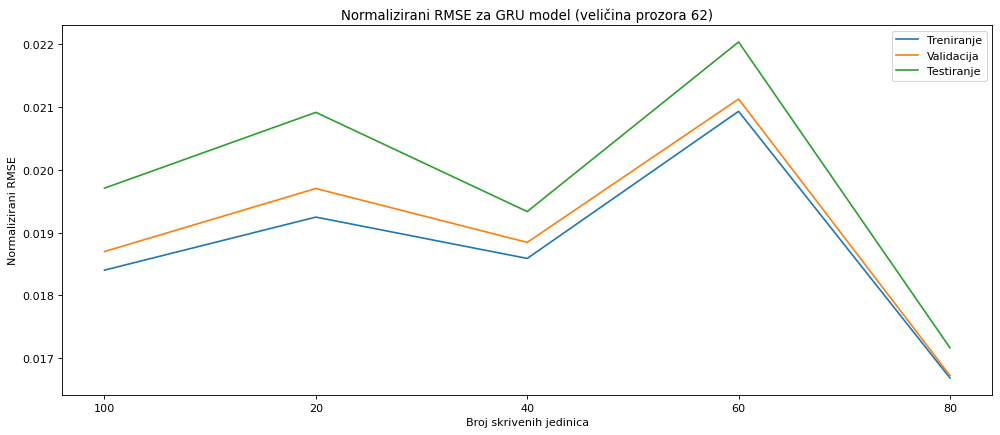 Normalizirani RMSE za GRU model (veličina prozora 62)
Treniranje
Validacija
Testiranje
Normalizirani RMSE
0.022
0.021
0.020
0.019
0.018
0.017
100 20 40 60 80
Broj skrivenih jedinica